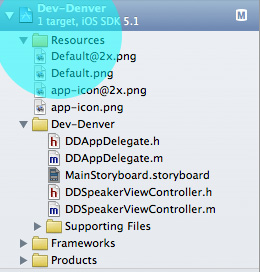 Dev-Denver
1 target, iOS SDK 5.1
M
Resources
Default@2x.png
Default.png
app-icon@2x.png
app-icon.png
Dev-Denver
h DDAppDelegate.h
m DDAppDelegate.m
MainStoryboard.storyboard
h DDSpeakerViewController.h
m DDSpeakerViewController.m
Supporting Files
Frameworks
Products